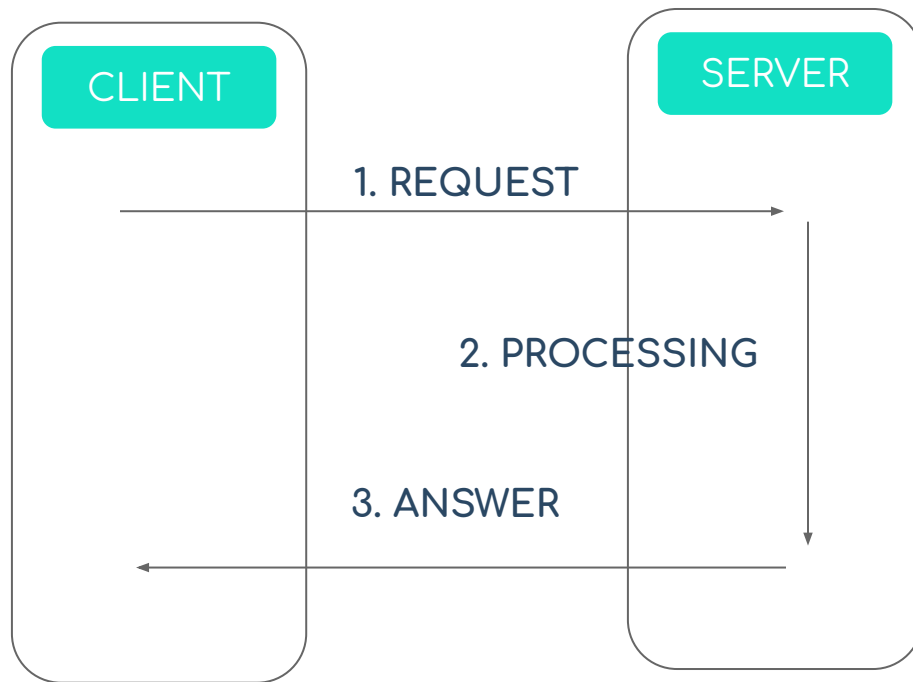 CLIENT
SERVER
1. REQUEST
2. PROCESSING
3. ANSWER